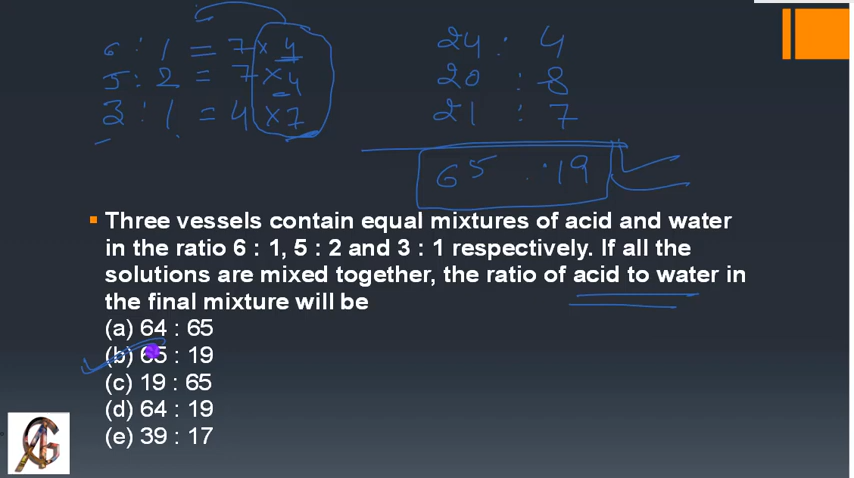 6 : 1 = 7 × 4
5 : 2 = 7 × 4
3 : 1 = 4 × 7
24 : 4
20 : 8
21 : 7
65 : 19
Three vessels contain equal mixtures of acid and water
in the ratio 6 : 1, 5 : 2 and 3 : 1 respectively. If all the
solutions are mixed together, the ratio of acid to water in
the final mixture will be
(a) 64 : 65
(b) 65 : 19
(c) 19 : 65
(d) 64 : 19
(e) 39 : 17
AG